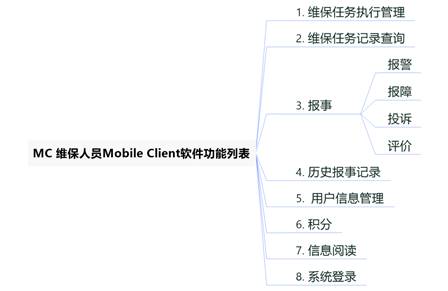 MC 维保人员Mobile Client软件功能列表
1. 维保任务执行管理
2. 维保任务记录查询
3. 报事
报警
报障
投诉
评价
4. 历史报事记录
5. 用户信息管理
6. 积分
7. 信息阅读
8. 系统登录